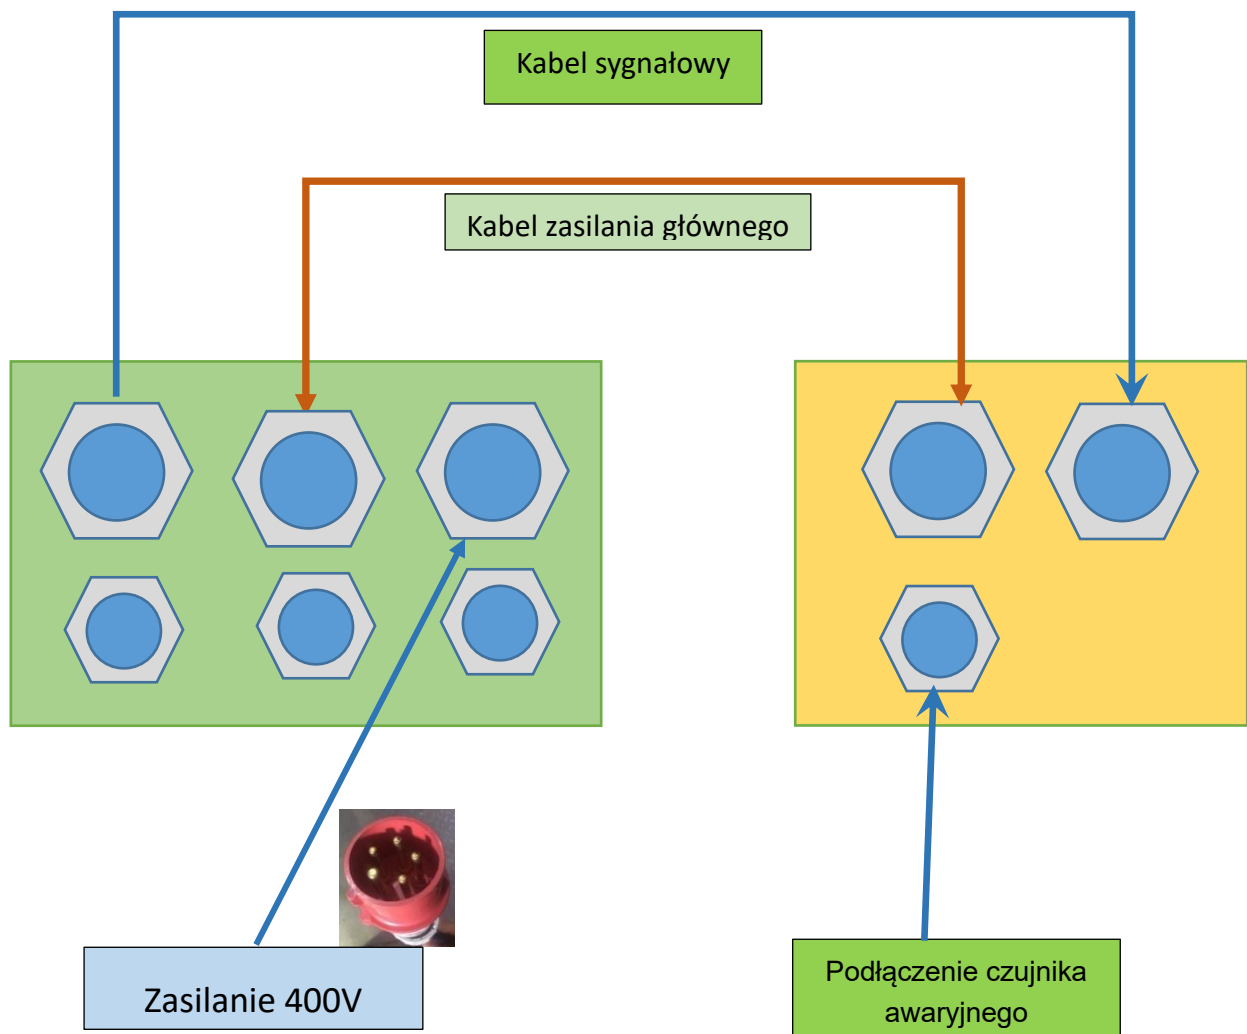 Kabel sygnałowy
Kabel zasilania głównego
Zasilanie 400V
Podłączenie czujnika
awaryjnego